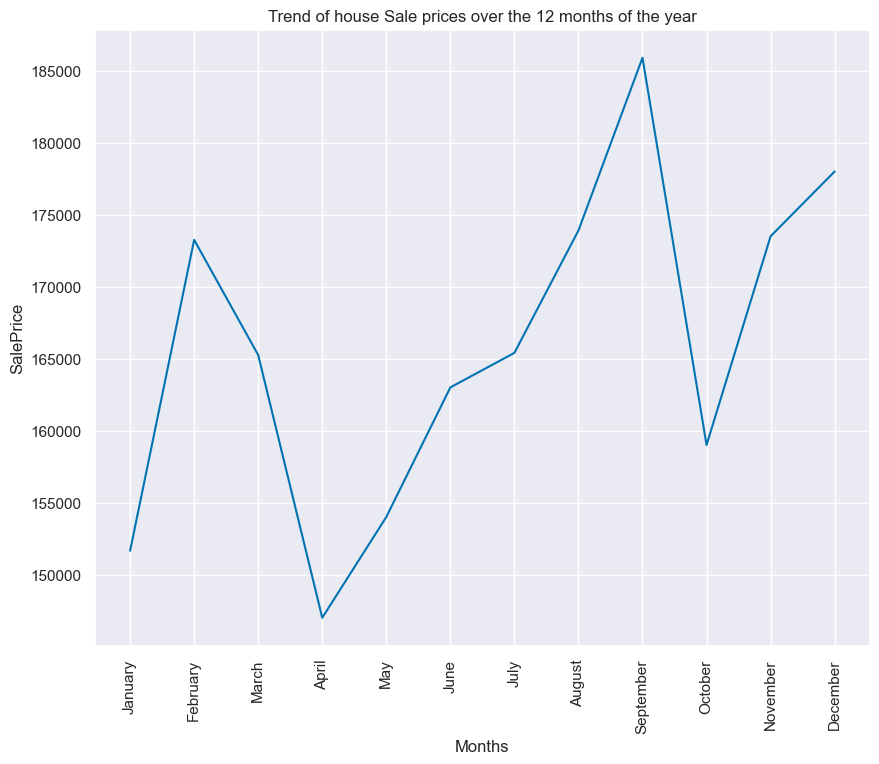 Trend of house Sale prices over the 12 months of the year
SalePrice
185000
180000
175000
170000
165000
160000
155000
150000
January
February
March
April
May
June
July
August
September
October
November
December
Months